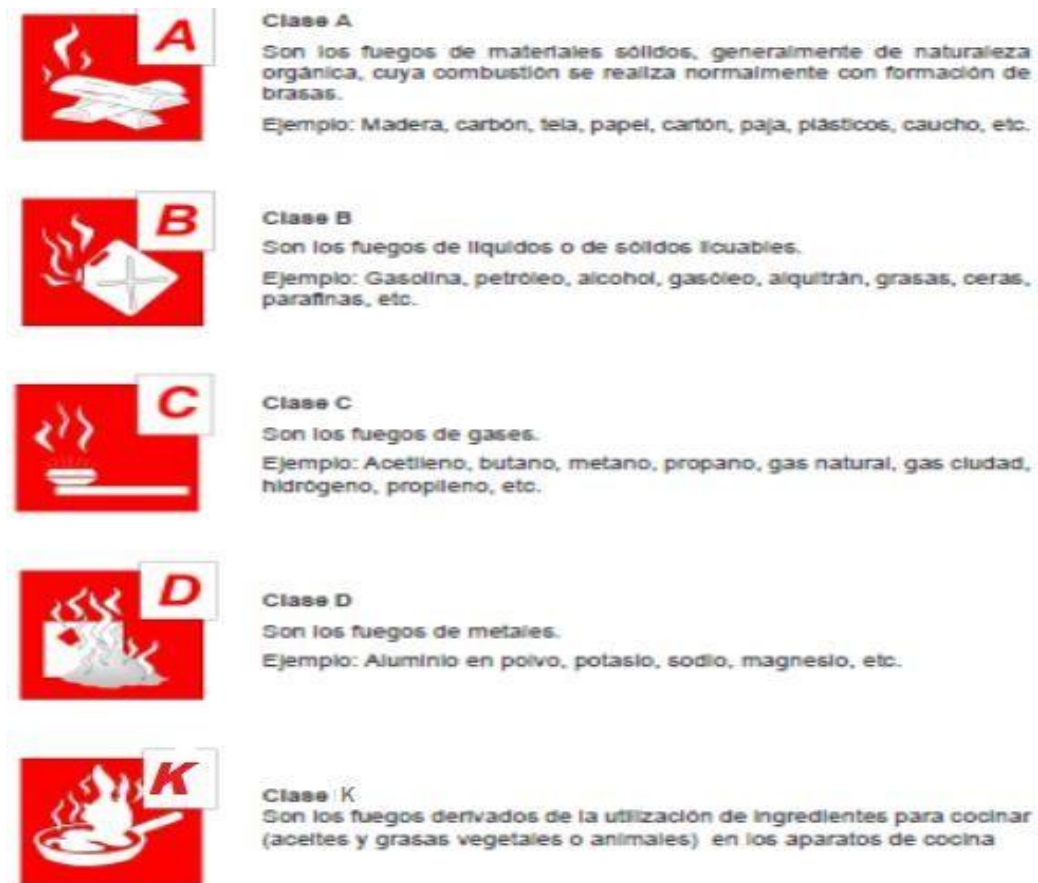 A
Clase A
Son los fuegos de materiales sólidos, generalmente de naturaleza
orgánica, cuya combustión se realiza normalmente con formación de
brasas.
Ejemplo: Madera, carbón, tela, papel, cartón, paja, plásticos, caucho, etc.
B
Clase B
Son los fuegos de líquidos o de sólidos licuables.
Ejemplo: Gasolina, petróleo, alcohol, gasóleo, alquitrán, grasas, ceras,
parafinas, etc.
C
Clase C
Son los fuegos de gases.
Ejemplo: Acetileno, butano, metano, propano, gas natural, gas ciudad,
hidrógeno, propileno, etc.
D
Clase D
Son los fuegos de metales.
Ejemplo: Aluminio en polvo, potasio, sodio, magnesio, etc.
K
Clase K
Son los fuegos derivados de la utilización de ingredientes para cocinar
(aceites y grasas vegetales o animales) en los aparatos de cocina